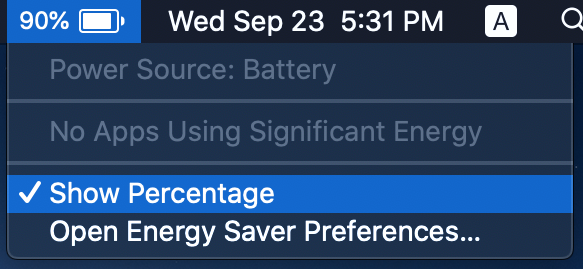 90% Wed Sep 23 5:31 PM A
Power Source: Battery
No Apps Using Significant Energy
✓ Show Percentage
Open Energy Saver Preferences...